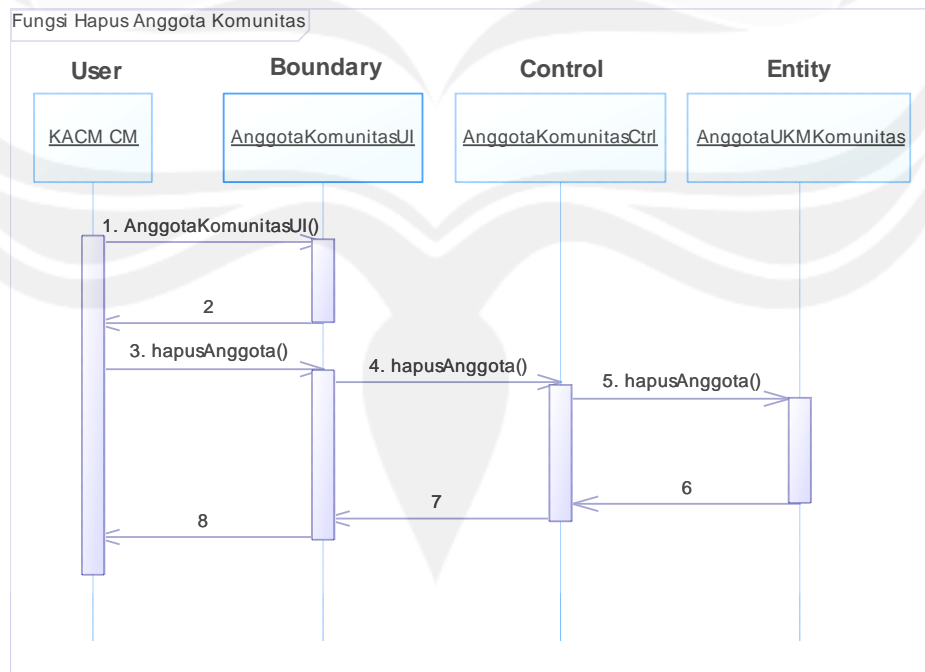 Fungsi Hapus Anggota Komunitas
User
Boundary
Control
Entity
KACM CM
AnggotaKomunitasUI
AnggotaKomunitasCtrl
AnggotaUKMKomunitas
1. AnggotaKomunitasUI()
2
3. hapusAnggota()
4. hapusAnggota()
5. hapusAnggota()
6
7
8